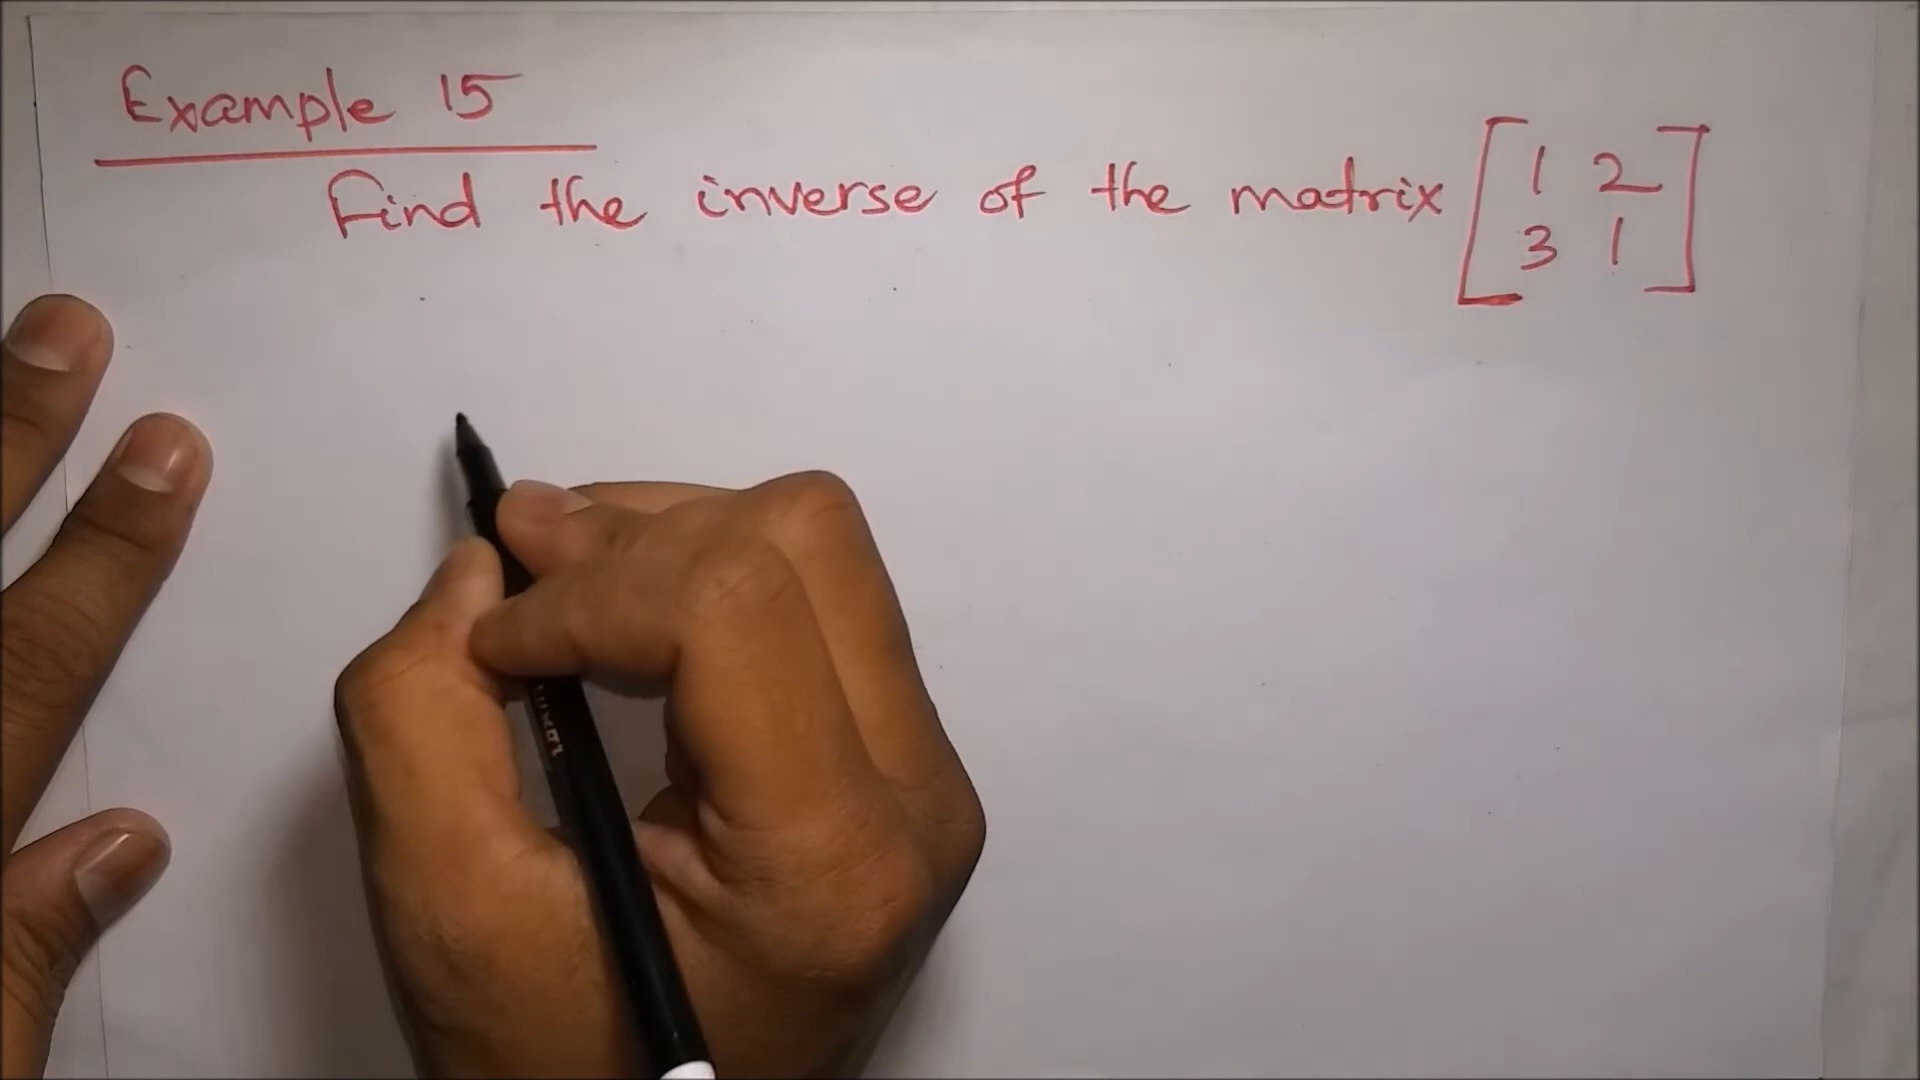 Example 15
Find the inverse of the matrix [1 2
3 1]